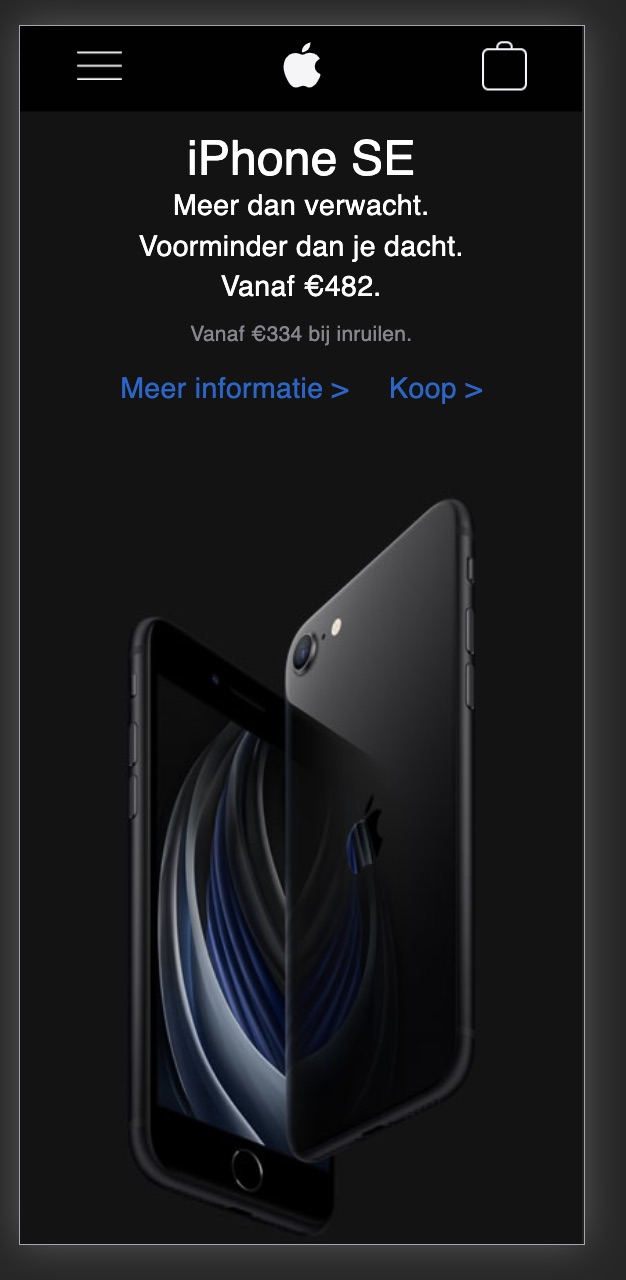 iPhone SE
Meer dan verwacht.
Voorminder dan je dacht.
Vanaf €482.
Vanaf €334 bij inruilen.
Meer informatie > Koop >